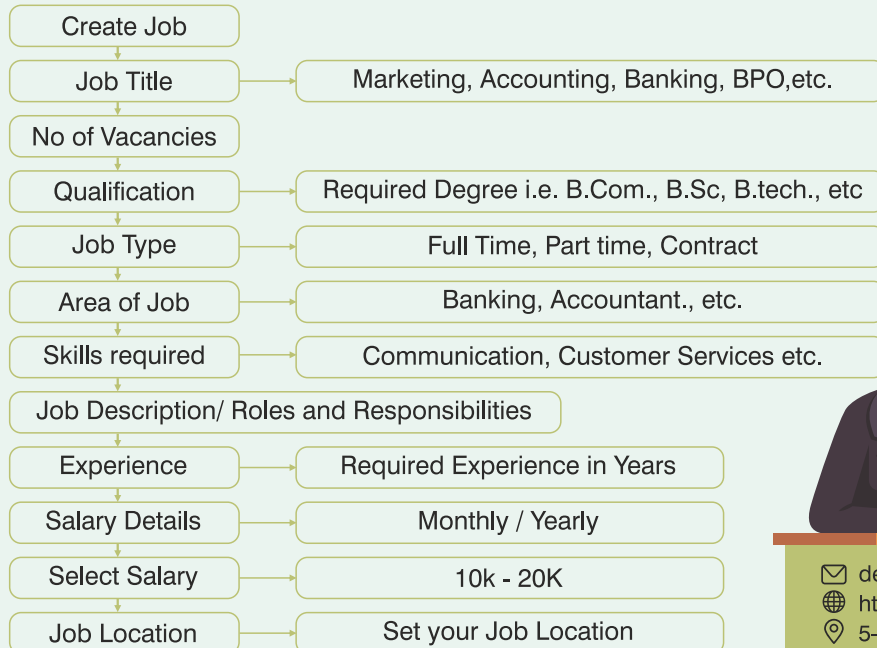 Create Job
Job Title
Marketing, Accounting, Banking, BPO,etc.
No of Vacancies
Qualification
Required Degree i.e. B.Com., B.Sc, B.tech., etc
Job Type
Full Time, Part time, Contract
Area of Job
Banking, Accountant., etc.
Skills required
Communication, Customer Services etc.
Job Description/ Roles and Responsibilities
Experience
Required Experience in Years
Salary Details
Monthly / Yearly
Select Salary
10k - 20K
Job Location
Set your Job Location